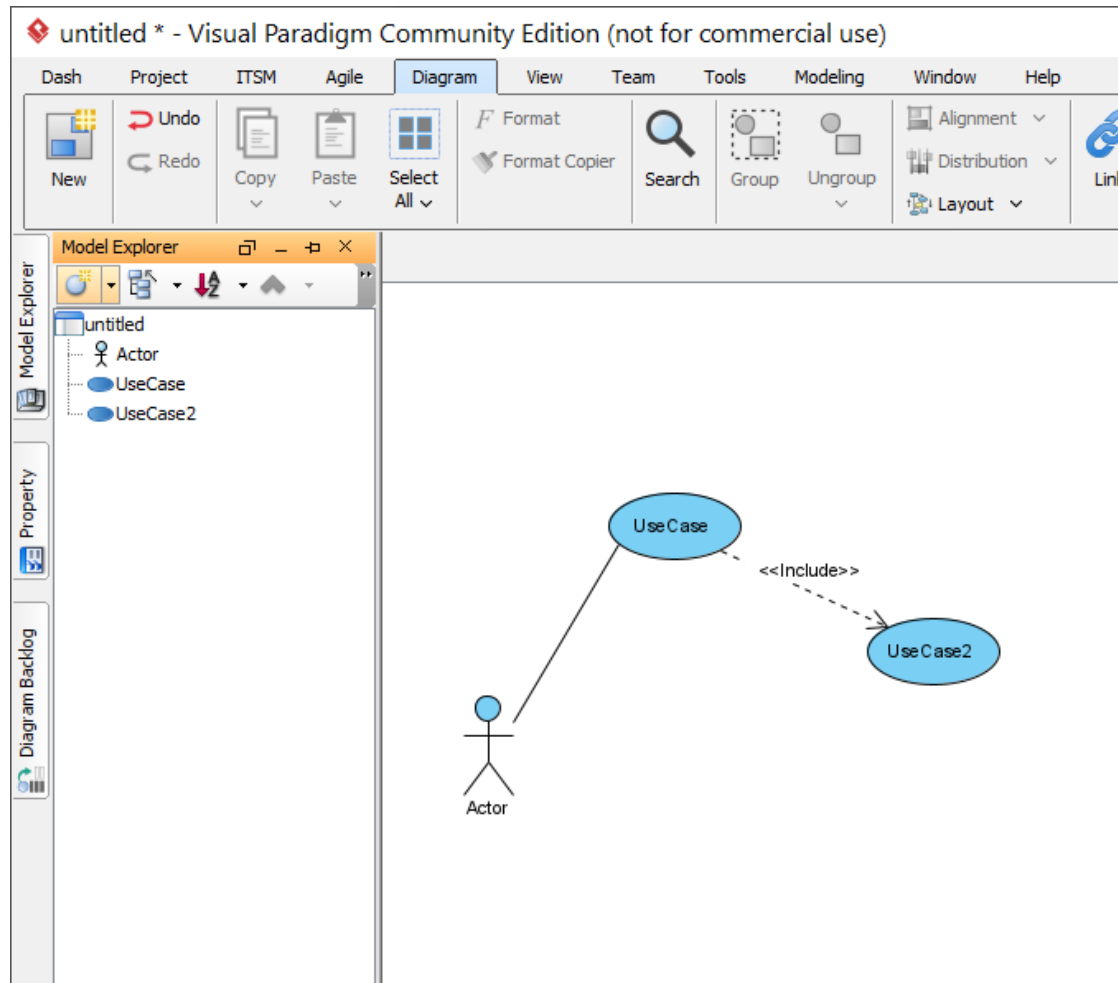 untitled * - Visual Paradigm Community Edition (not for commercial use)
Dash Project ITSM Agile Diagram View Team Tools Modeling Window Help
New
Undo
Redo
Copy
Paste
Select
All
F Format
Format Copier
Search
Group
Ungroup
Alignment
Distribution
Layout
Model Explorer
untitled
Actor
UseCase
UseCase2
Model Explorer
Property
Diagram Backlog
UseCase
<<Include>>
UseCase2
Actor